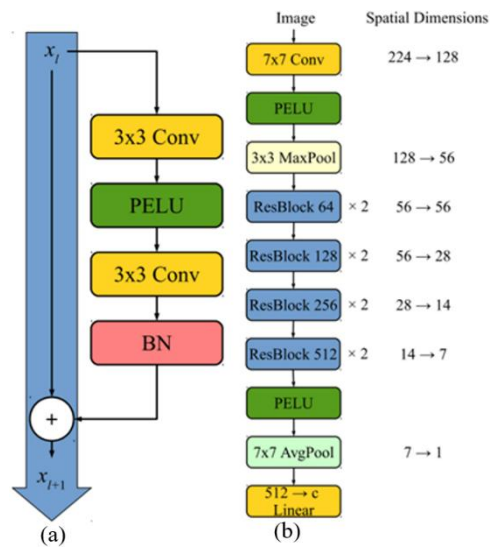 x_l
3x3 Conv
PELU
3x3 Conv
BN
+
x_{l+1}
(a)
Image Spatial Dimensions
7x7 Conv 224 → 128
PELU
3x3 MaxPool 128 → 56
ResBlock 64 × 2 56 → 56
ResBlock 128 × 2 56 → 28
ResBlock 256 × 2 28 → 14
ResBlock 512 × 2 14 → 7
PELU
7x7 AvgPool 7 → 1
512 → c
Linear
(b)